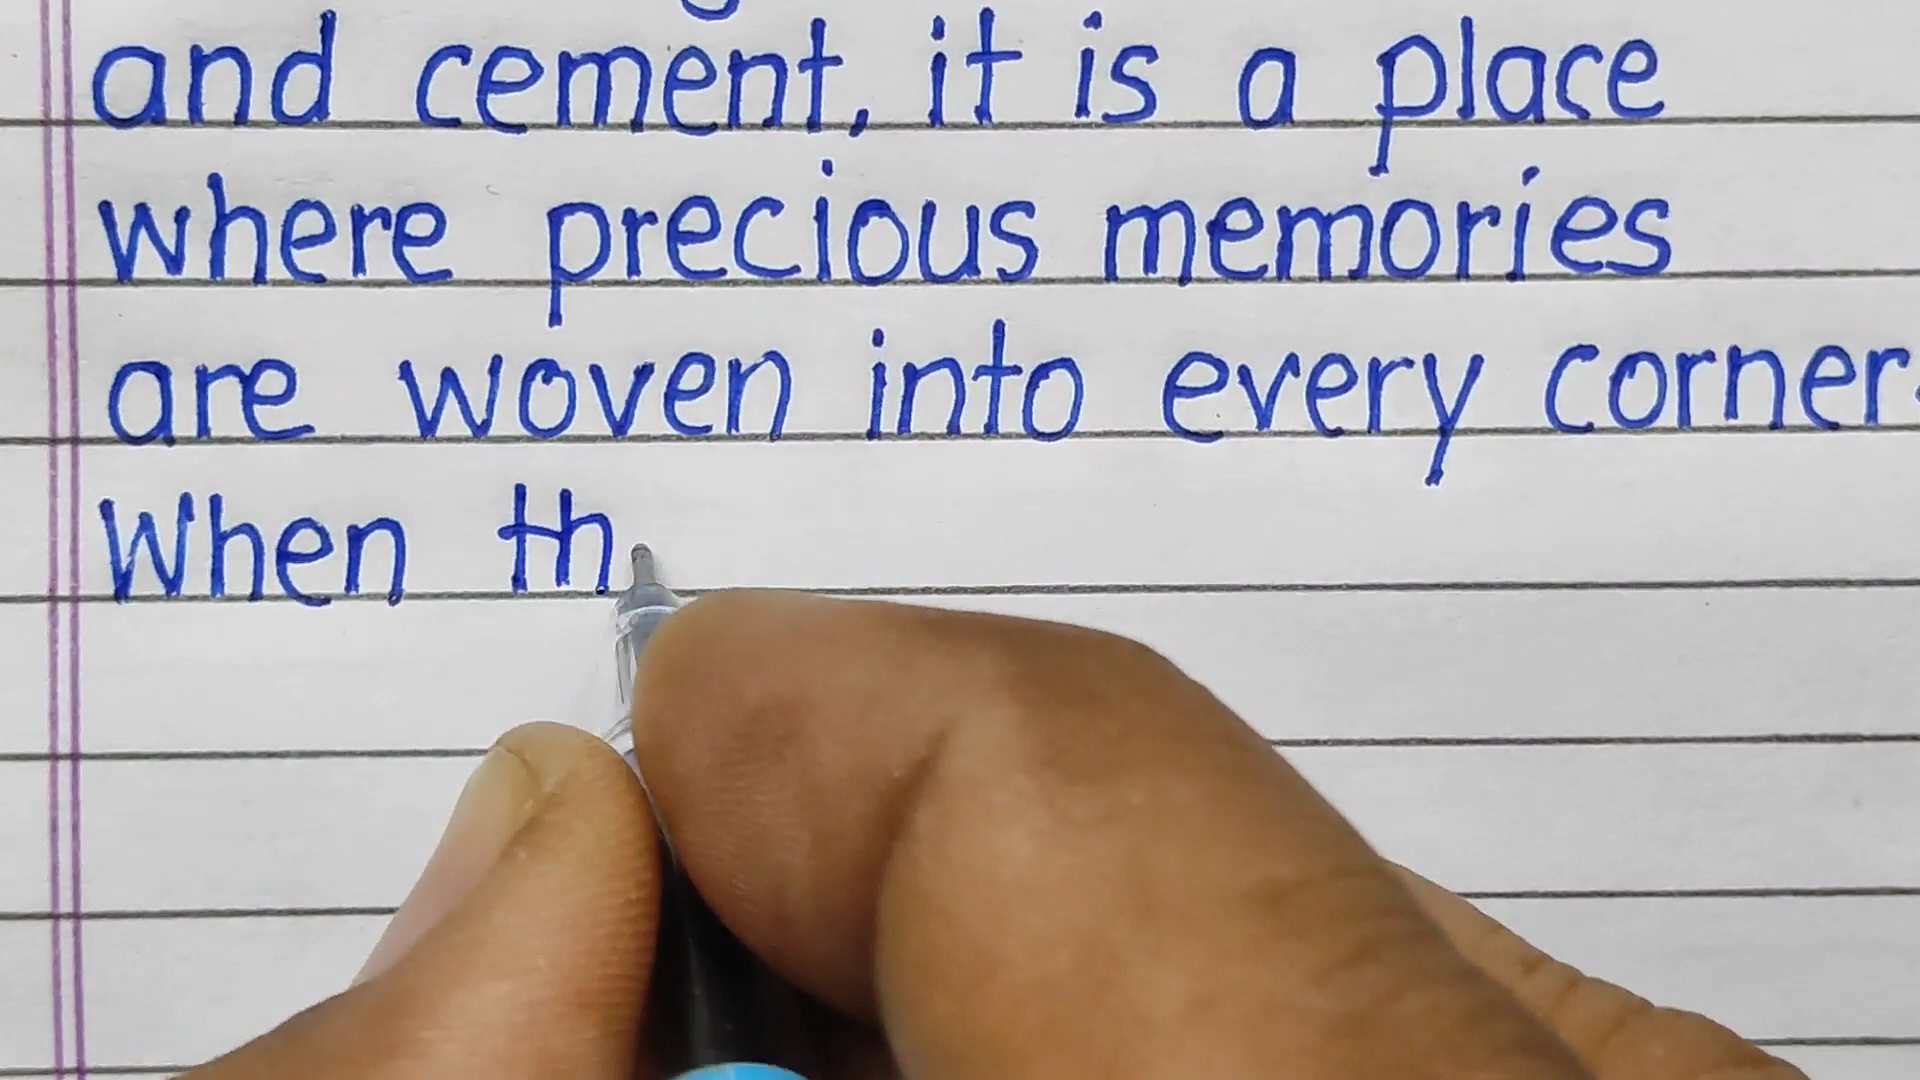 and cement, it is a place
where precious memories
are woven into every corner.
When th